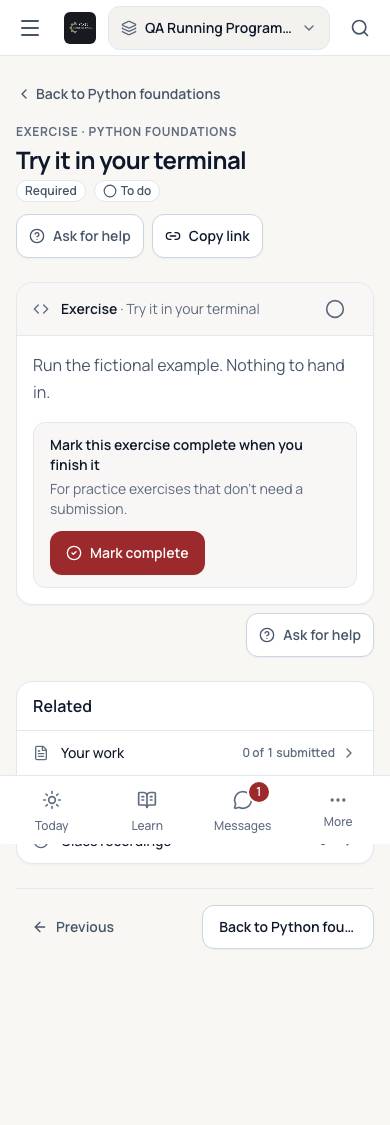 QA Running Program...
Back to Python foundations
EXERCISE · PYTHON FOUNDATIONS
Try it in your terminal
Required
To do
Ask for help
Copy link
Exercise · Try it in your terminal
Run the fictional example. Nothing to hand
in.
Mark this exercise complete when you
finish it
For practice exercises that don't need a
submission.
Mark complete
Ask for help
Related
Your work
0 of 1 submitted
1
Today
Learn
Messages
More
Class recordings
Previous
Back to Python fou...